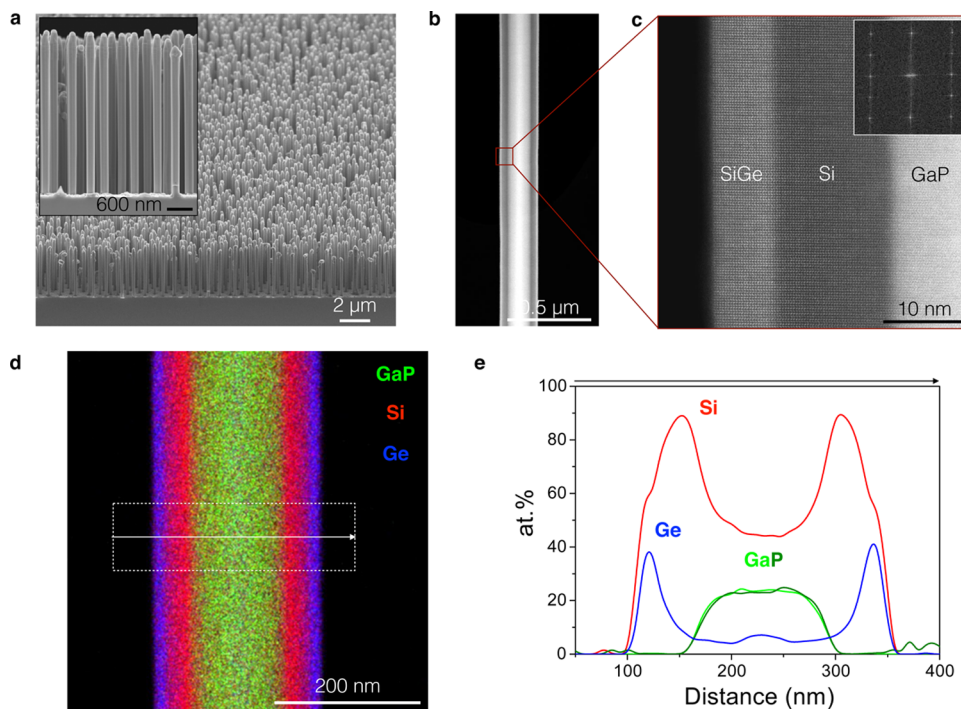 a
600 nm
2 µm
b
0.5 µm
c
SiGe
Si
GaP
10 nm
d
GaP
Si
Ge
200 nm
e
100
80
60
40
20
0
at.%
Si
Ge
GaP
100
200
300
400
Distance (nm)